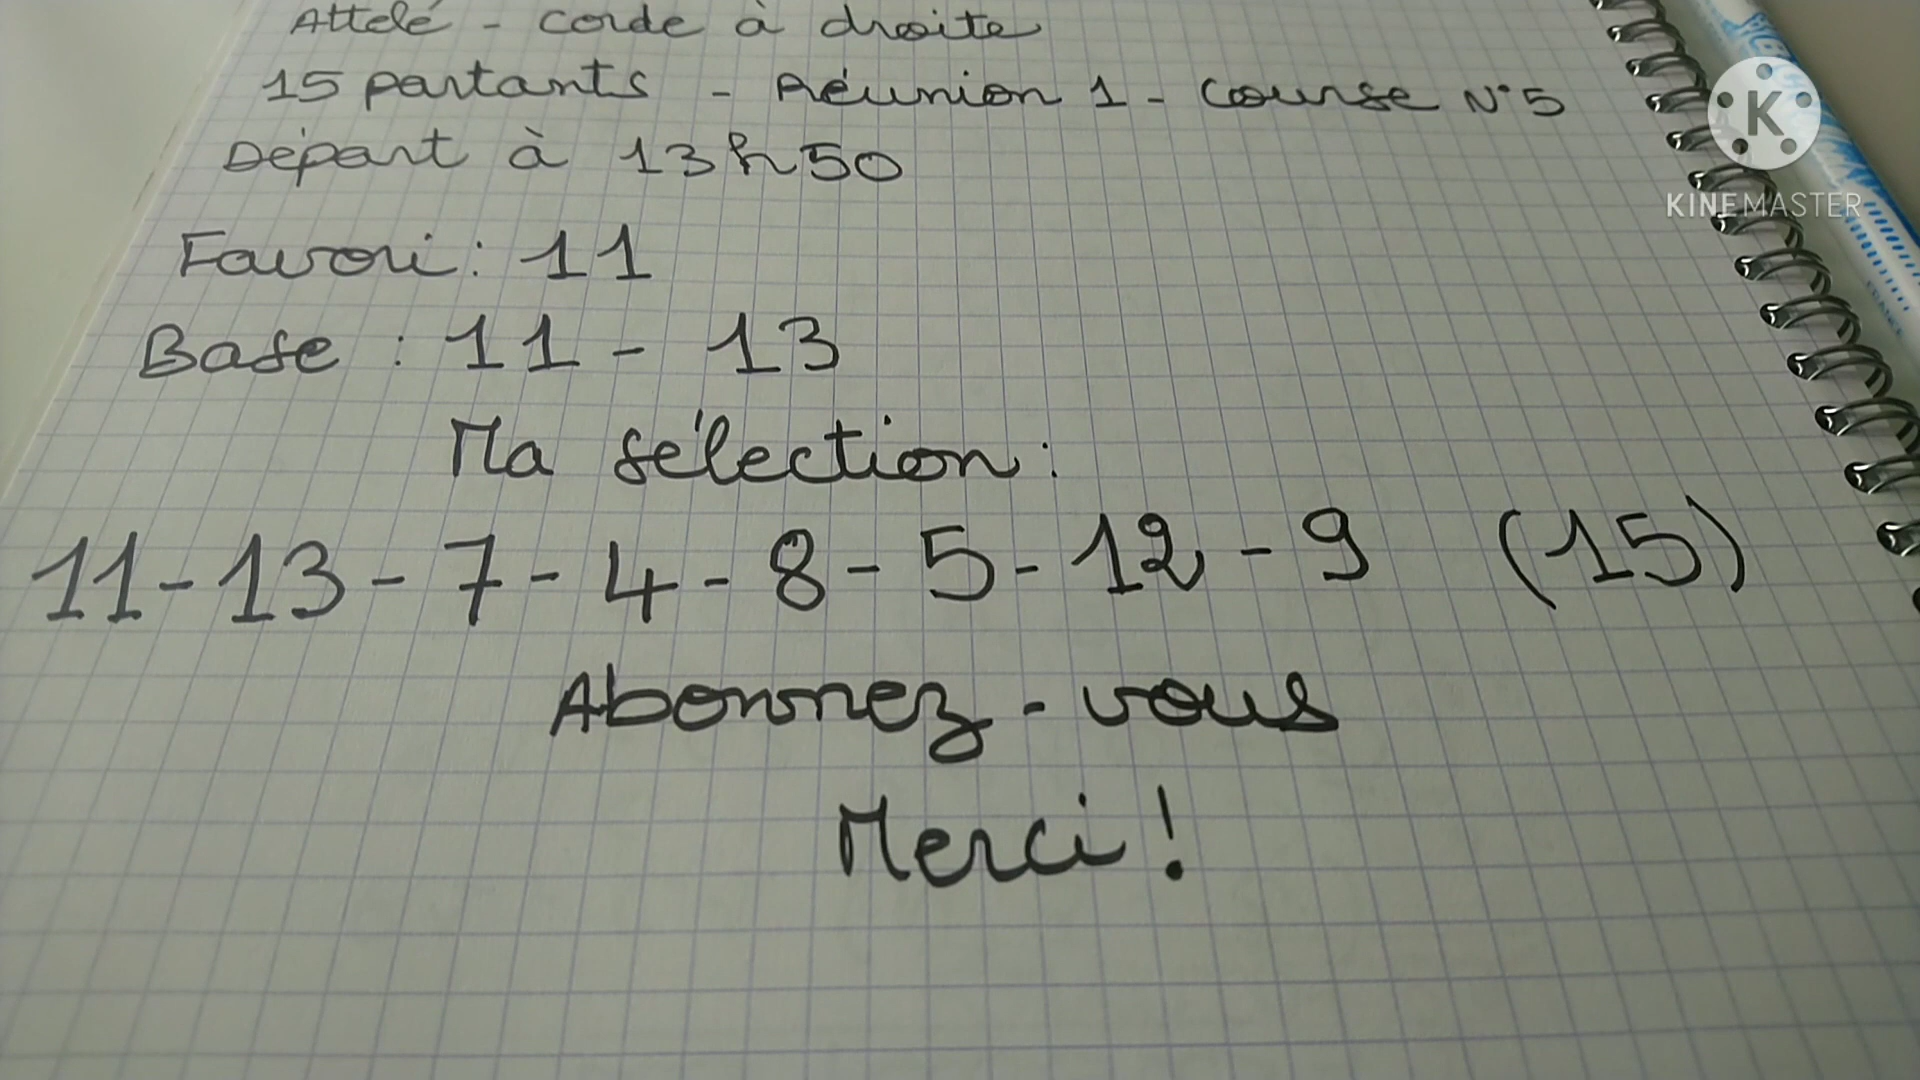 Attelé - corde à droite
15 partants - Réunion 1 - course N°5
Départ à 13h50
Favori : 11
Base : 11 - 13
Ma sélection :
11 - 13 - 7 - 4 - 8 - 5 - 12 - 9 (15)
Abonnez-vous
Merci !
K
KINEMASTER